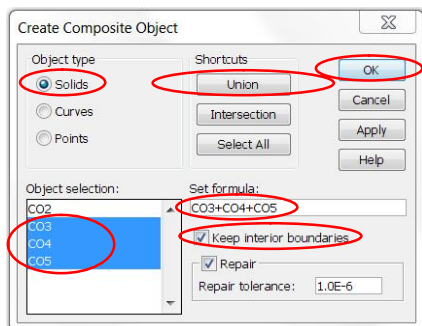 Create Composite Object
Object type
Solids
Curves
Points
Shortcuts
Union
Intersection
Select All
OK
Cancel
Apply
Help
Object selection:
CO2
CO3
CO4
CO5
Set formula:
CO3+CO4+CO5
Keep interior boundaries
Repair
Repair tolerance: 1.0E-6